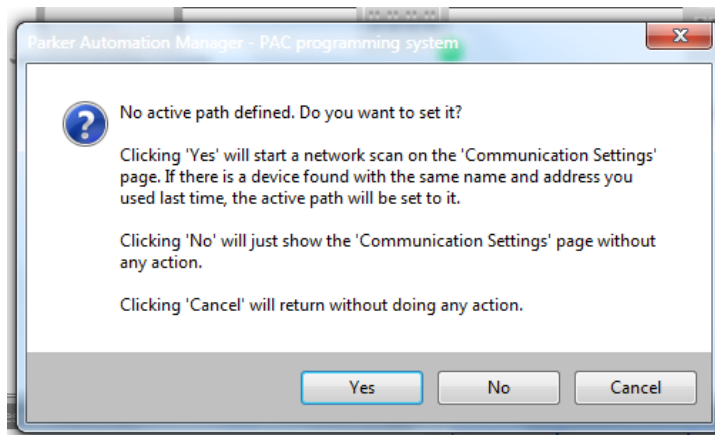 Parker Automation Manager - PAC programming system
No active path defined. Do you want to set it?
Clicking 'Yes' will start a network scan on the 'Communication Settings'
page. If there is a device found with the same name and address you
used last time, the active path will be set to it.
Clicking 'No' will just show the 'Communication Settings' page without
any action.
Clicking 'Cancel' will return without doing any action.
Yes No Cancel